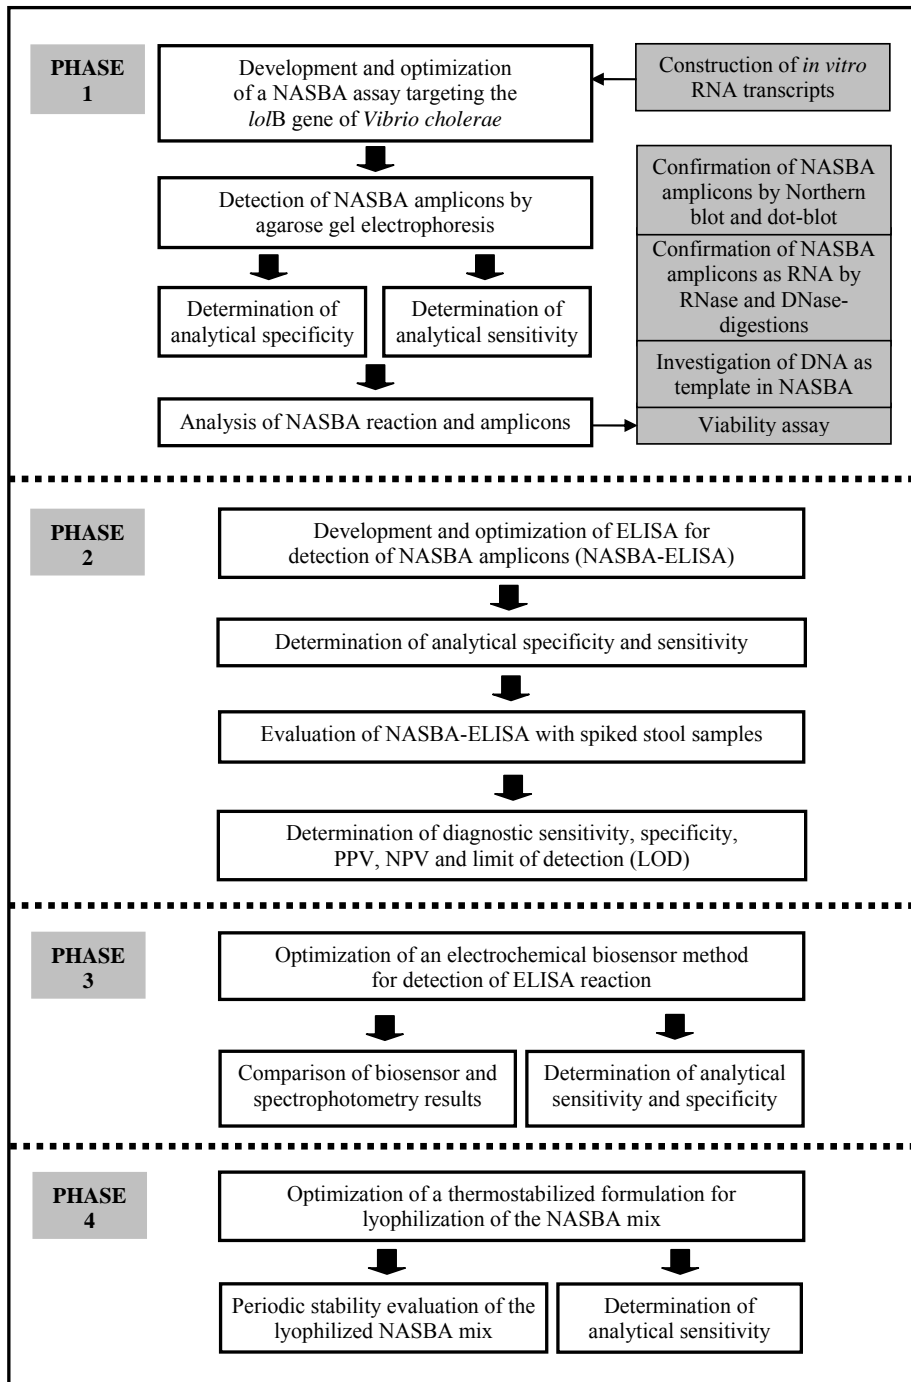 PHASE
1
Development and optimization
of a NASBA assay targeting the
lolB gene of Vibrio cholerae
Construction of in vitro
RNA transcripts
Detection of NASBA amplicons by
agarose gel electrophoresis
Determination of
analytical specificity
Determination of
analytical sensitivity
Analysis of NASBA reaction and amplicons
Confirmation of NASBA
amplicons by Northern
blot and dot-blot
Confirmation of NASBA
amplicons as RNA by
RNase and DNase-
digestions
Investigation of DNA as
template in NASBA
Viability assay
PHASE
2
Development and optimization of ELISA for
detection of NASBA amplicons (NASBA-ELISA)
Determination of analytical specificity and sensitivity
Evaluation of NASBA-ELISA with spiked stool samples
Determination of diagnostic sensitivity, specificity,
PPV, NPV and limit of detection (LOD)
PHASE
3
Optimization of an electrochemical biosensor method
for detection of ELISA reaction
Comparison of biosensor and
spectrophotometry results
Determination of analytical
sensitivity and specificity
PHASE
4
Optimization of a thermostabilized formulation for
lyophilization of the NASBA mix
Periodic stability evaluation of the
lyophilized NASBA mix
Determination of
analytical sensitivity